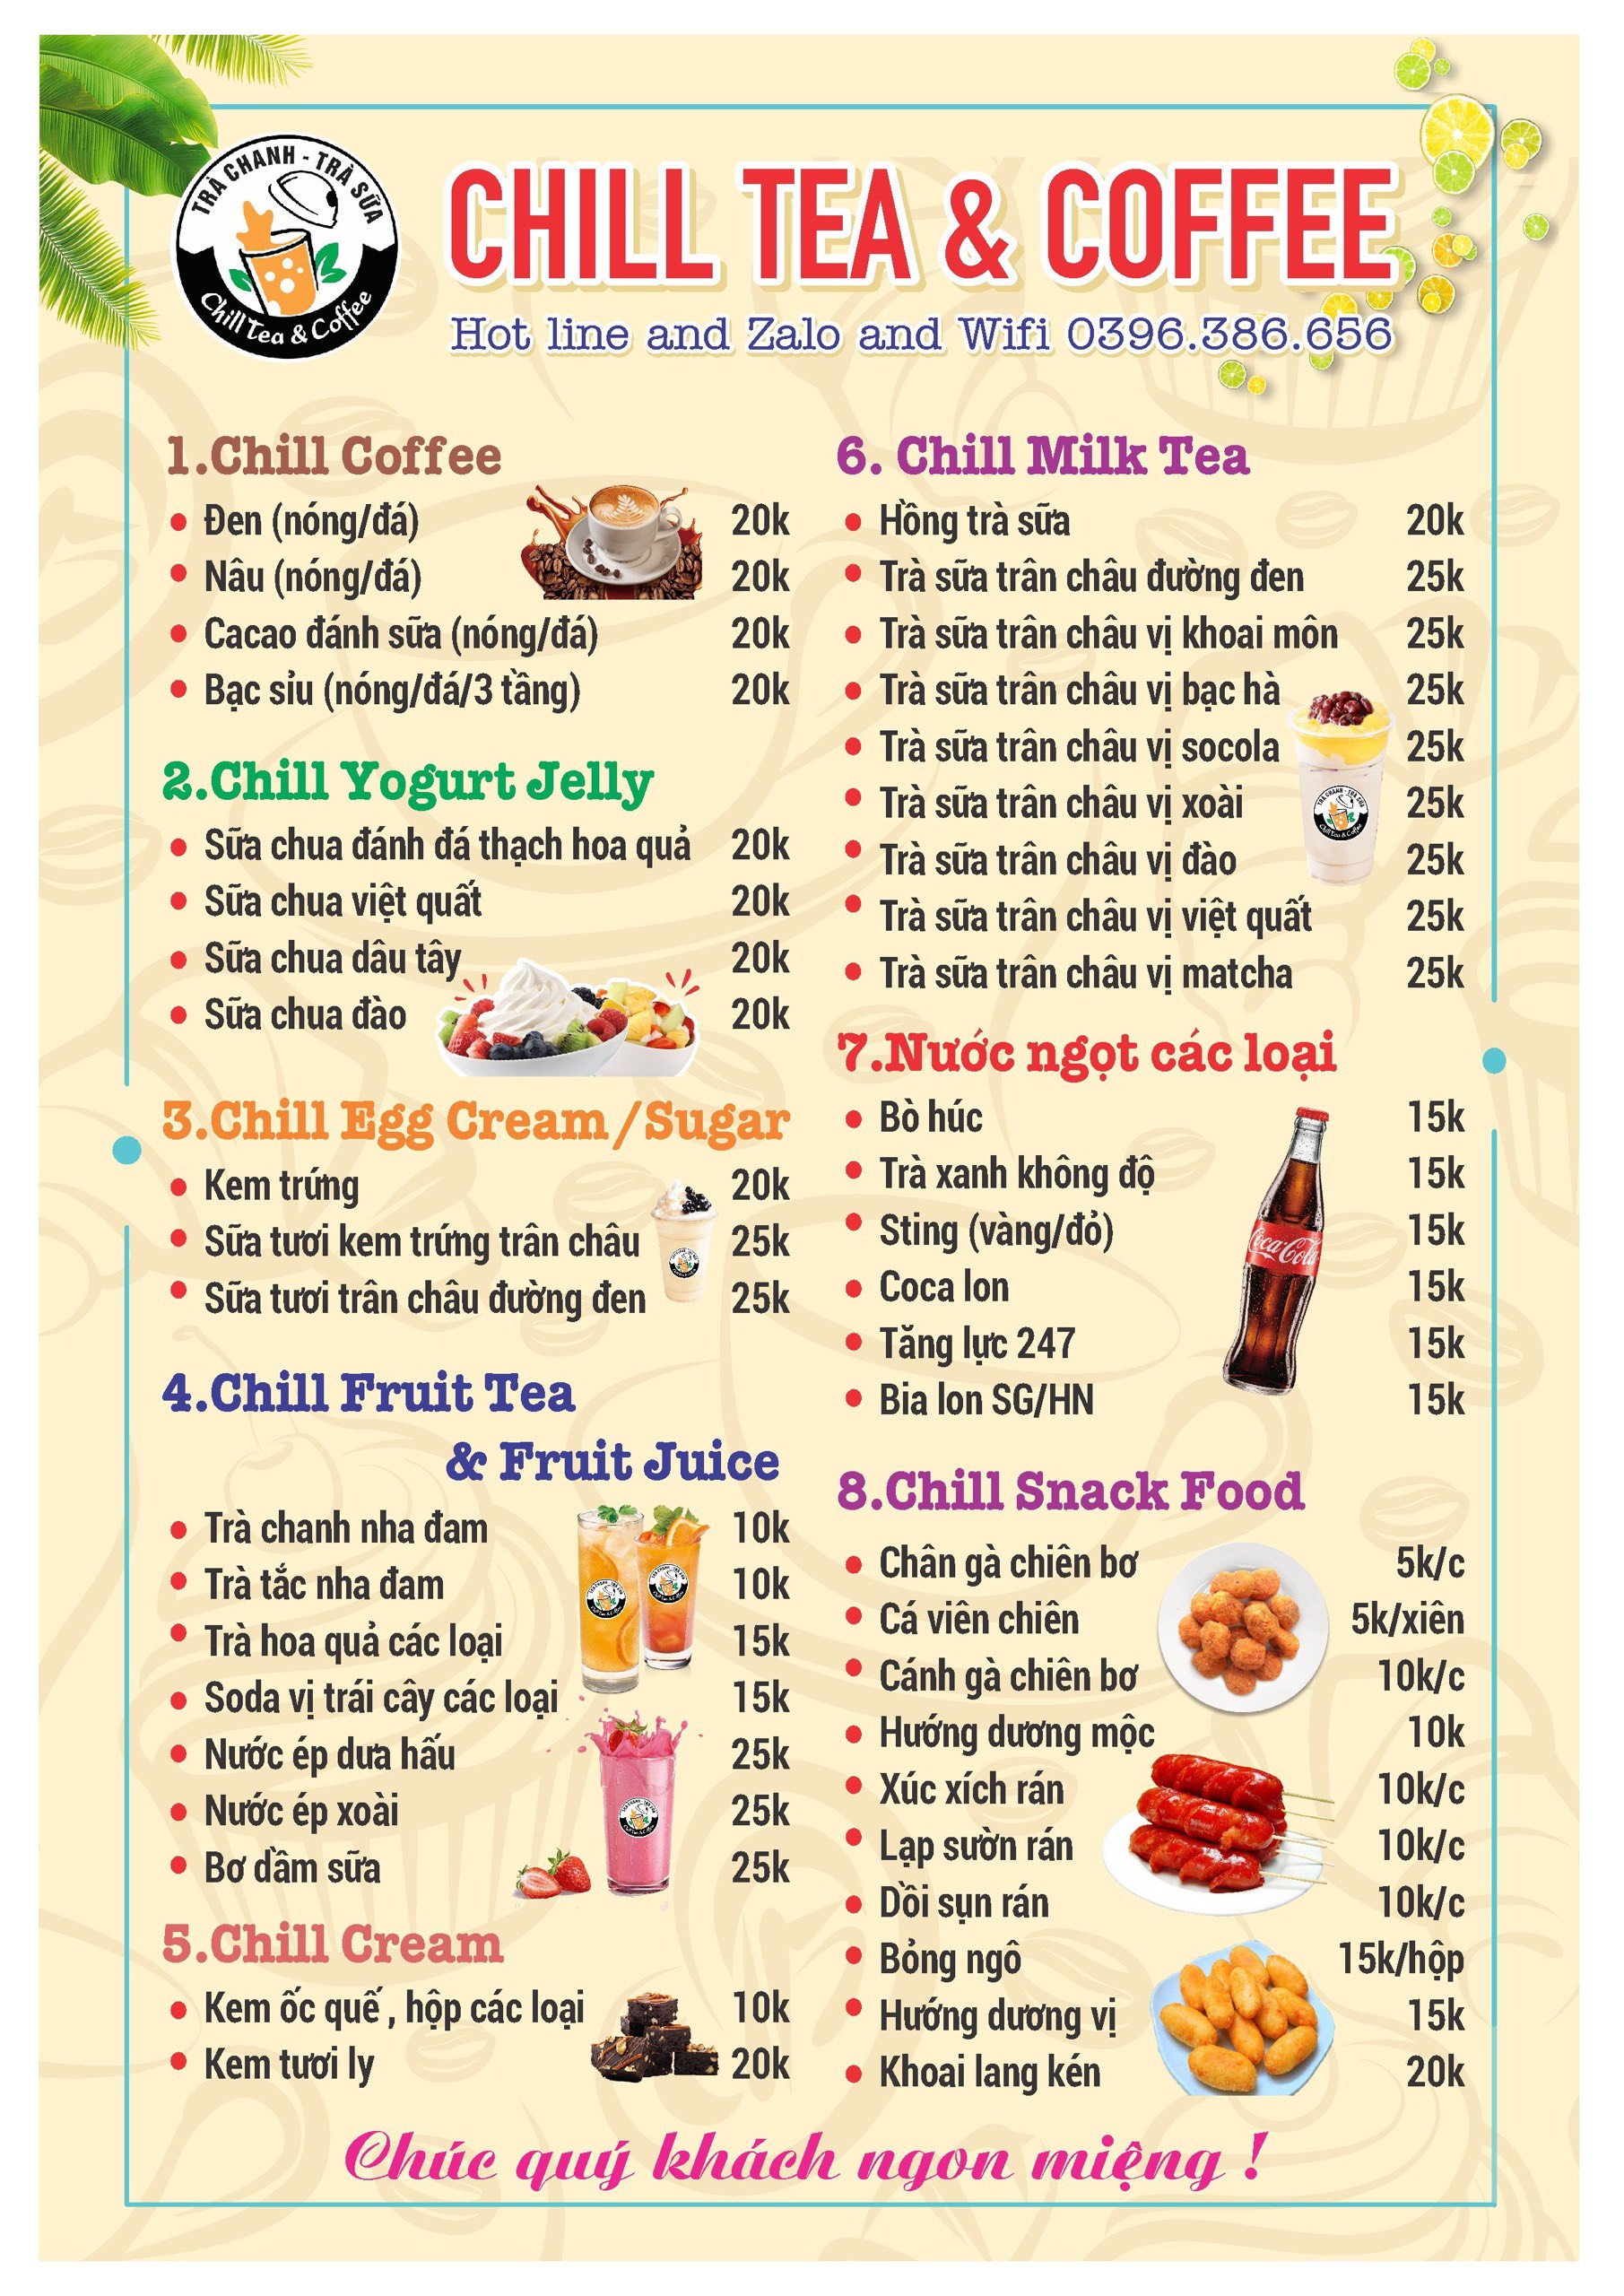 TRÀ CHANH - TRÀ SỮA
Chill Tea & Coffee
CHILL TEA & COFFEE
Hot line and Zalo and Wifi 0396.386.656
1.Chill Coffee
Đen (nóng/đá) 20k
Nâu (nóng/đá) 20k
Cacao đánh sữa (nóng/đá) 20k
Bạc sỉu (nóng/đá/3 tầng) 20k
2.Chill Yogurt Jelly
Sữa chua đánh đá thạch hoa quả 20k
Sữa chua việt quất 20k
Sữa chua dâu tây 20k
Sữa chua đào 20k
3.Chill Egg Cream/Sugar
Kem trứng 20k
Sữa tươi kem trứng trân châu 25k
Sữa tươi trân châu đường đen 25k
4.Chill Fruit Tea
& Fruit Juice
Trà chanh nha đam 10k
Trà tắc nha đam 10k
Trà hoa quả các loại 15k
Soda vị trái cây các loại 15k
Nước ép dưa hấu 25k
Nước ép xoài 25k
Bơ dầm sữa 25k
5.Chill Cream
Kem ốc quế , hộp các loại 10k
Kem tươi ly 20k
6. Chill Milk Tea
Hồng trà sữa 20k
Trà sữa trân châu đường đen 25k
Trà sữa trân châu vị khoai môn 25k
Trà sữa trân châu vị bạc hà 25k
Trà sữa trân châu vị socola 25k
Trà sữa trân châu vị xoài 25k
Trà sữa trân châu vị đào 25k
Trà sữa trân châu vị việt quất 25k
Trà sữa trân châu vị matcha 25k
7.Nước ngọt các loại
Bò húc 15k
Trà xanh không độ 15k
Sting (vàng/đỏ) 15k
Coca lon 15k
Tăng lực 247 15k
Bia lon SG/HN 15k
Coca-Cola
8.Chill Snack Food
Chân gà chiên bơ 5k/c
Cá viên chiên 5k/xiên
Cánh gà chiên bơ 10k/c
Hướng dương mộc 10k
Xúc xích rán 10k/c
Lạp sườn rán 10k/c
Dồi sụn rán 10k/c
Bỏng ngô 15k/hộp
Hướng dương vị 15k
Khoai lang kén 20k
Chúc quý khách ngon miệng !